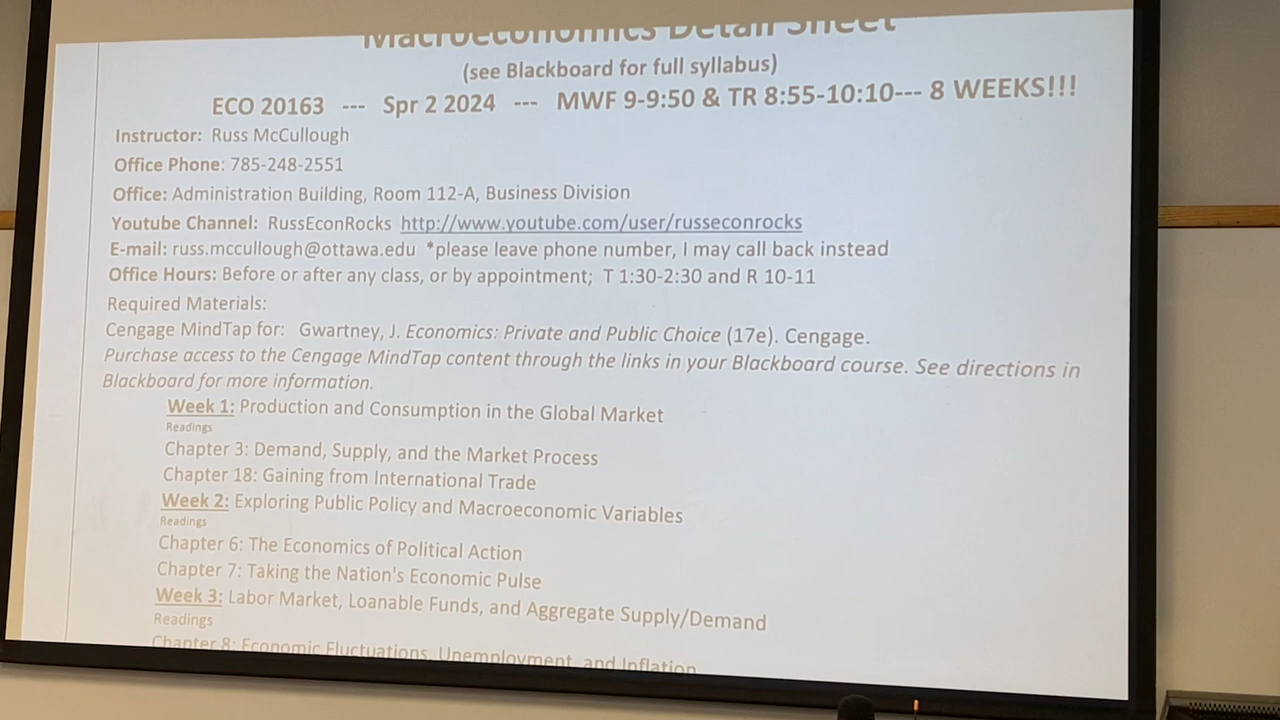 Macroeconomics Detail Sheet
(see Blackboard for full syllabus)
ECO 20163 --- Spr 2 2024 --- MWF 9-9:50 & TR 8:55-10:10--- 8 WEEKS!!!
Instructor: Russ McCullough
Office Phone: 785-248-2551
Office: Administration Building, Room 112-A, Business Division
Youtube Channel: RussEconRocks http://www.youtube.com/user/russeconrocks
E-mail: russ.mccullough@ottawa.edu *please leave phone number, I may call back instead
Office Hours: Before or after any class, or by appointment; T 1:30-2:30 and R 10-11
Required Materials:
Cengage MindTap for: Gwartney, J. Economics: Private and Public Choice (17e). Cengage.
Purchase access to the Cengage MindTap content through the links in your Blackboard course. See directions in
Blackboard for more information.
Week 1: Production and Consumption in the Global Market
Readings
Chapter 3: Demand, Supply, and the Market Process
Chapter 18: Gaining from International Trade
Week 2: Exploring Public Policy and Macroeconomic Variables
Readings
Chapter 6: The Economics of Political Action
Chapter 7: Taking the Nation's Economic Pulse
Week 3: Labor Market, Loanable Funds, and Aggregate Supply/Demand
Readings
Chapter 8: Economic Fluctuations, Unemployment, and Inflation